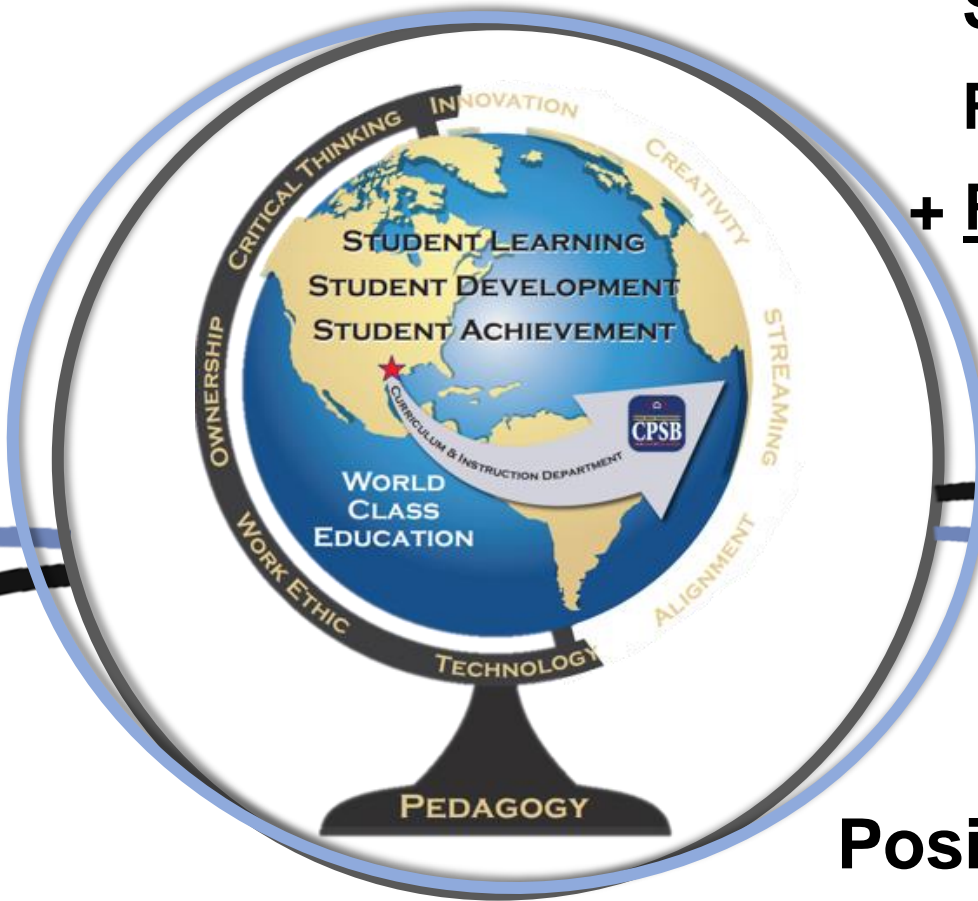 INNOVATION
CREATIVITY
STREAMING
ALIGNMENT
CRITICAL THINKING
OWNERSHIP
WORK ETHIC
TECHNOLOGY
STUDENT LEARNING
STUDENT DEVELOPMENT
STUDENT ACHIEVEMENT
CURRICULUM & INSTRUCTION DEPARTMENT
CPSB
WORLD
CLASS
EDUCATION
PEDAGOGY
+
Posi